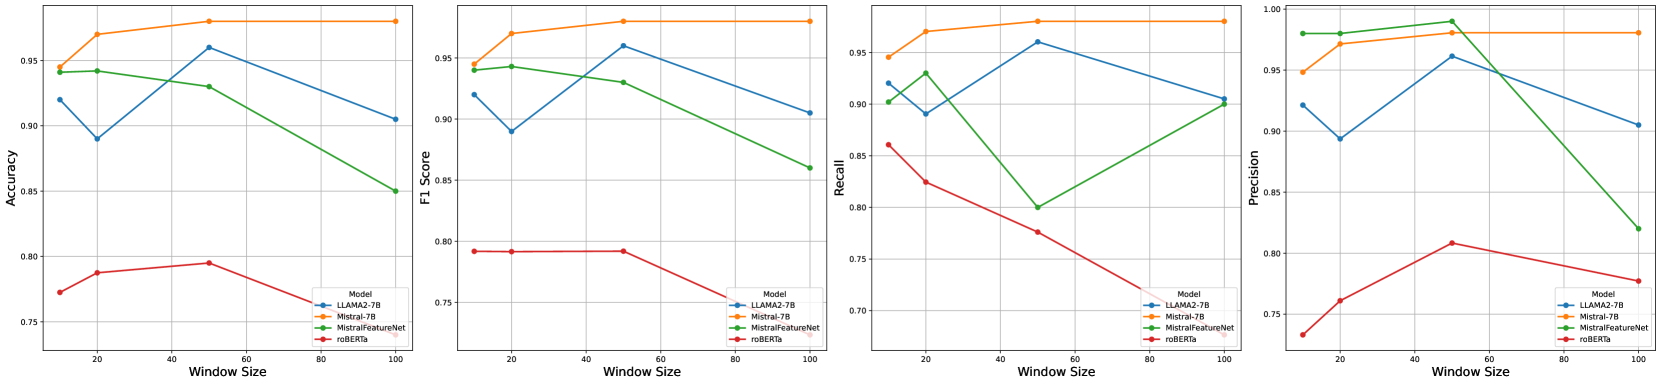 Accuracy
0.95
0.90
0.85
0.80
0.75
20
40
60
80
100
Window Size
Model
LLAMA2-7B
Mistral-7B
MistralFeatureNet
roBERTa
F1 Score
0.95
0.90
0.85
0.80
0.75
20
40
60
80
100
Window Size
Model
LLAMA2-7B
Mistral-7B
MistralFeatureNet
roBERTa
Recall
0.95
0.90
0.85
0.80
0.75
0.70
20
40
60
80
100
Window Size
Model
LLAMA2-7B
Mistral-7B
MistralFeatureNet
roBERTa
Precision
1.00
0.95
0.90
0.85
0.80
0.75
20
40
60
80
100
Window Size
Model
LLAMA2-7B
Mistral-7B
MistralFeatureNet
roBERTa